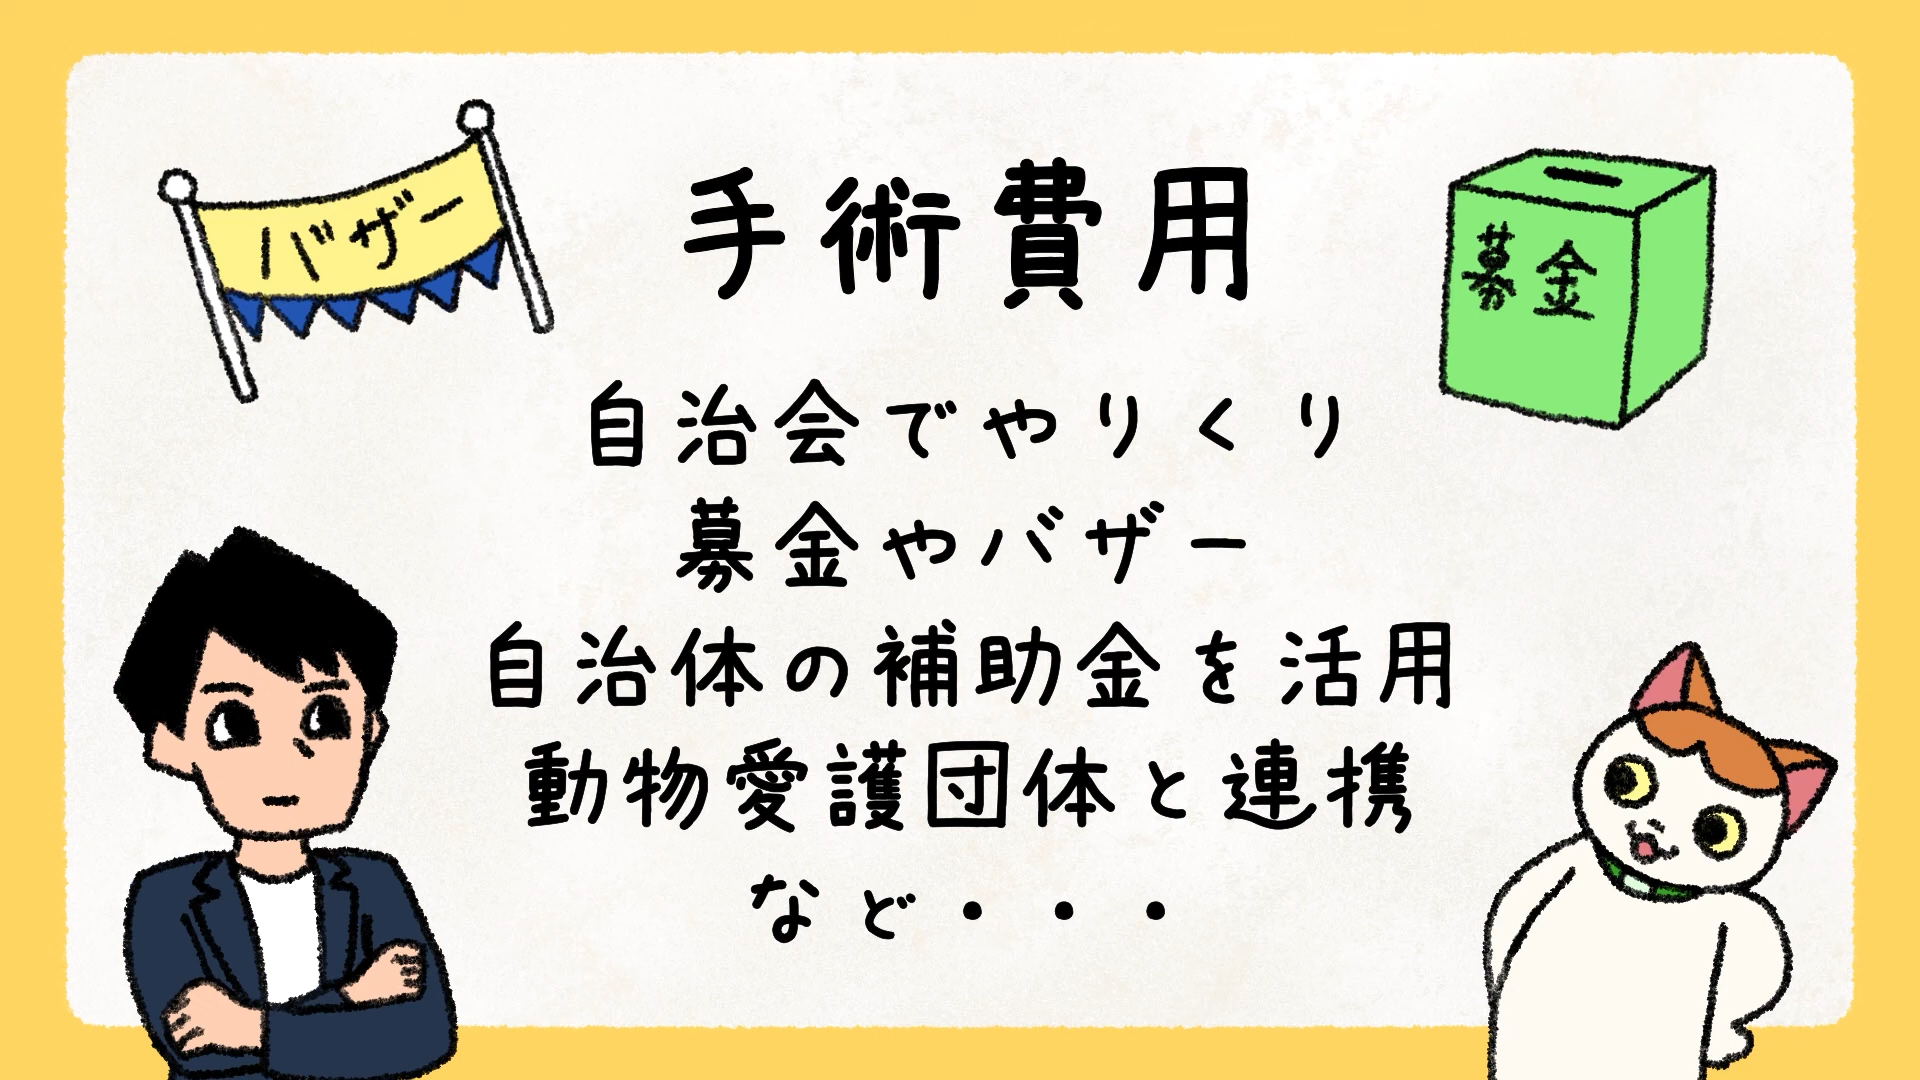 バザー
手術費用
募金
自治会でやりくり
募金やバザー
自治体の補助金を活用
動物愛護団体と連携
など・・・